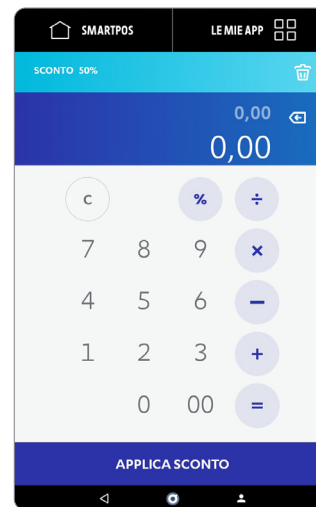 SMARTPOS LE MIE APP
SCONTO 50%
0,00
0,00
C % ÷
7 8 9 ×
4 5 6 −
1 2 3 +
0 00 =
APPLICA SCONTO